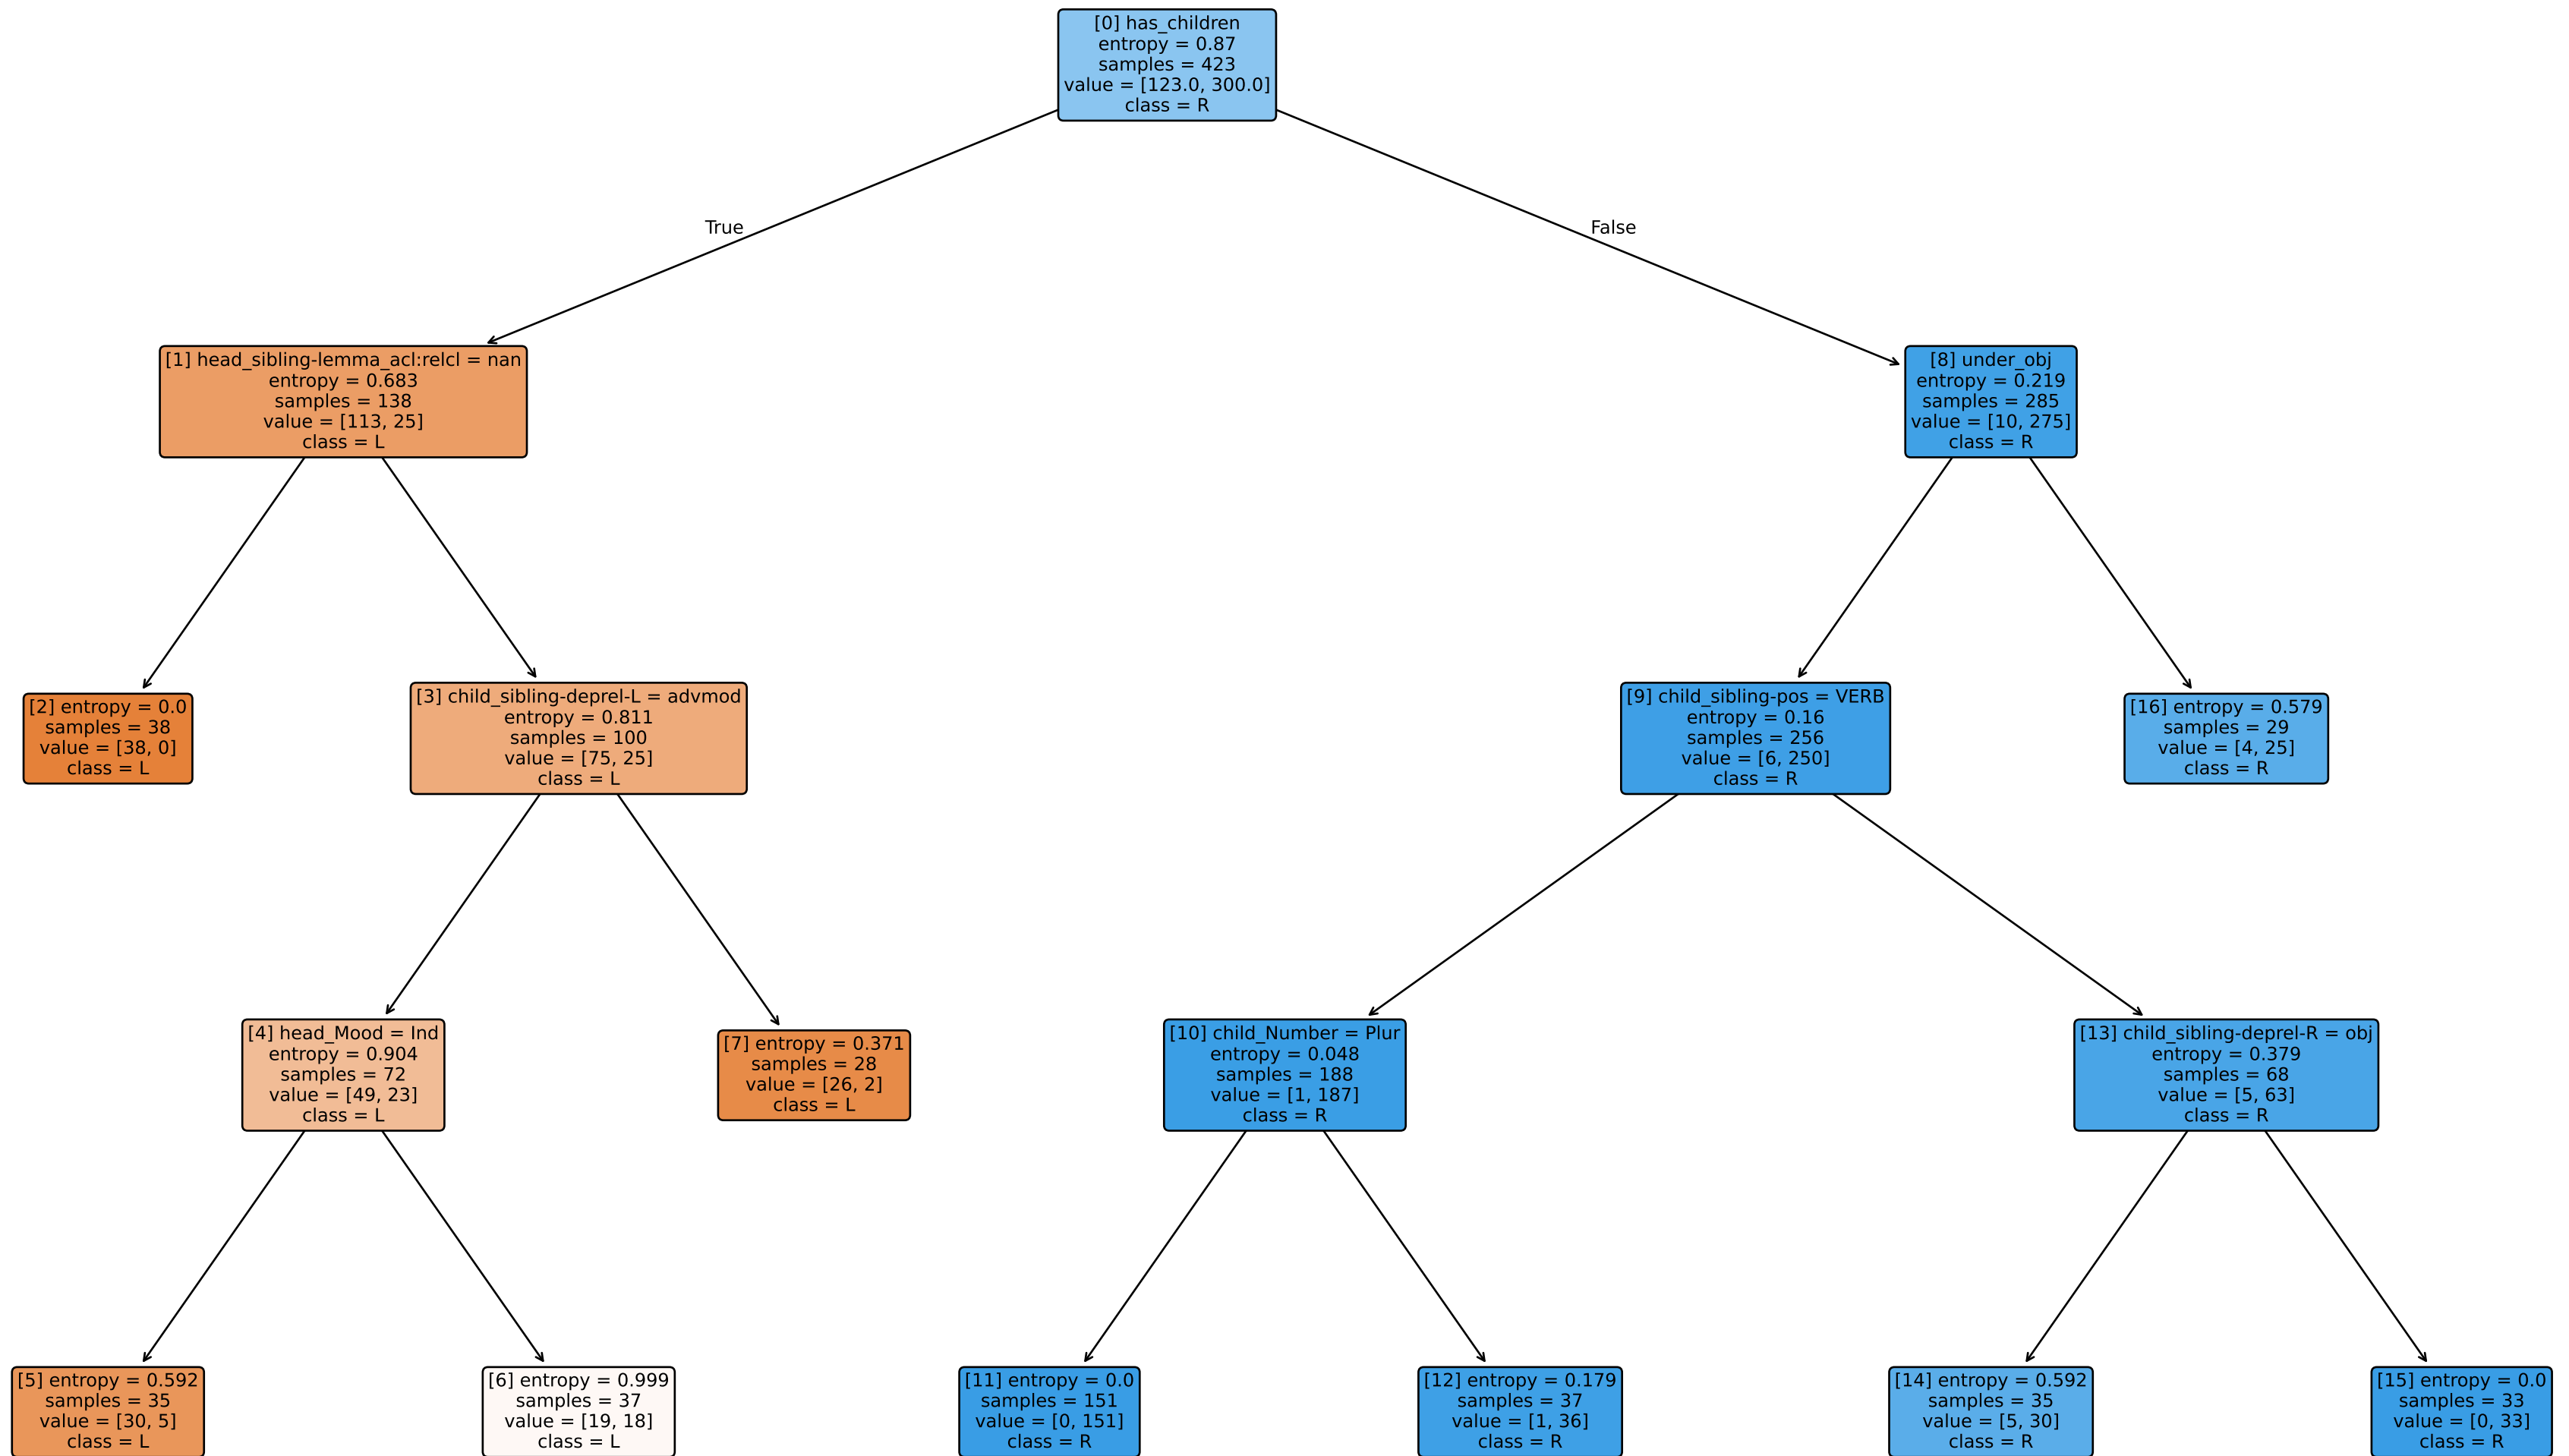 [0] has_children
entropy = 0.87
samples = 423
value = [123.0, 300.0]
class = R
True
False
[1] head_sibling-lemma_acl:relcl = nan
entropy = 0.683
samples = 138
value = [113, 25]
class = L
[8] under_obj
entropy = 0.219
samples = 285
value = [10, 275]
class = R
[2] entropy = 0.0
samples = 38
value = [38, 0]
class = L
[3] child_sibling-deprel-L = advmod
entropy = 0.811
samples = 100
value = [75, 25]
class = L
[9] child_sibling-pos = VERB
entropy = 0.16
samples = 256
value = [6, 250]
class = R
[16] entropy = 0.579
samples = 29
value = [4, 25]
class = R
[4] head_Mood = Ind
entropy = 0.904
samples = 72
value = [49, 23]
class = L
[7] entropy = 0.371
samples = 28
value = [26, 2]
class = L
[10] child_Number = Plur
entropy = 0.048
samples = 188
value = [1, 187]
class = R
[13] child_sibling-deprel-R = obj
entropy = 0.379
samples = 68
value = [5, 63]
class = R
[5] entropy = 0.592
samples = 35
value = [30, 5]
class = L
[6] entropy = 0.999
samples = 37
value = [19, 18]
class = L
[11] entropy = 0.0
samples = 151
value = [0, 151]
class = R
[12] entropy = 0.179
samples = 37
value = [1, 36]
class = R
[14] entropy = 0.592
samples = 35
value = [5, 30]
class = R
[15] entropy = 0.0
samples = 33
value = [0, 33]
class = R